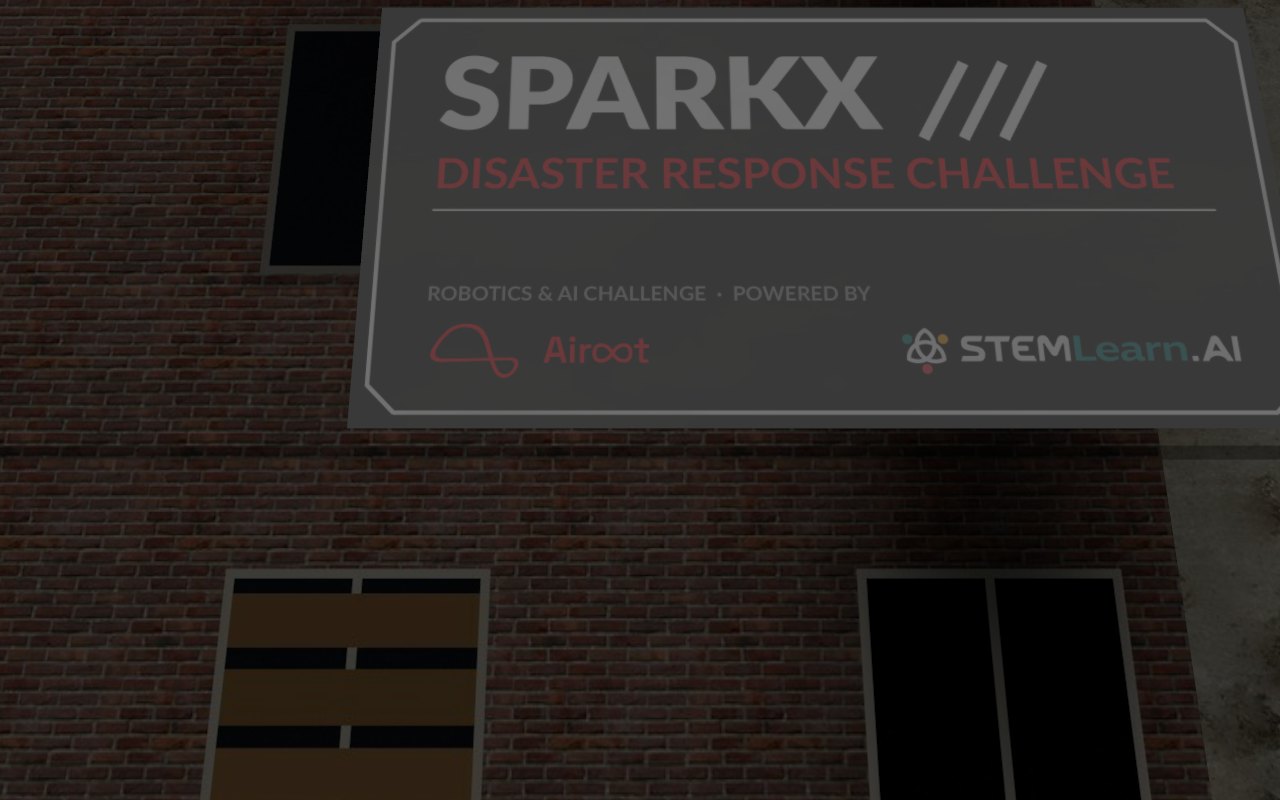 SPARKX ///
DISASTER RESPONSE CHALLENGE
ROBOTICS & AI CHALLENGE · POWERED BY
Airoot
STEMLearn.AI